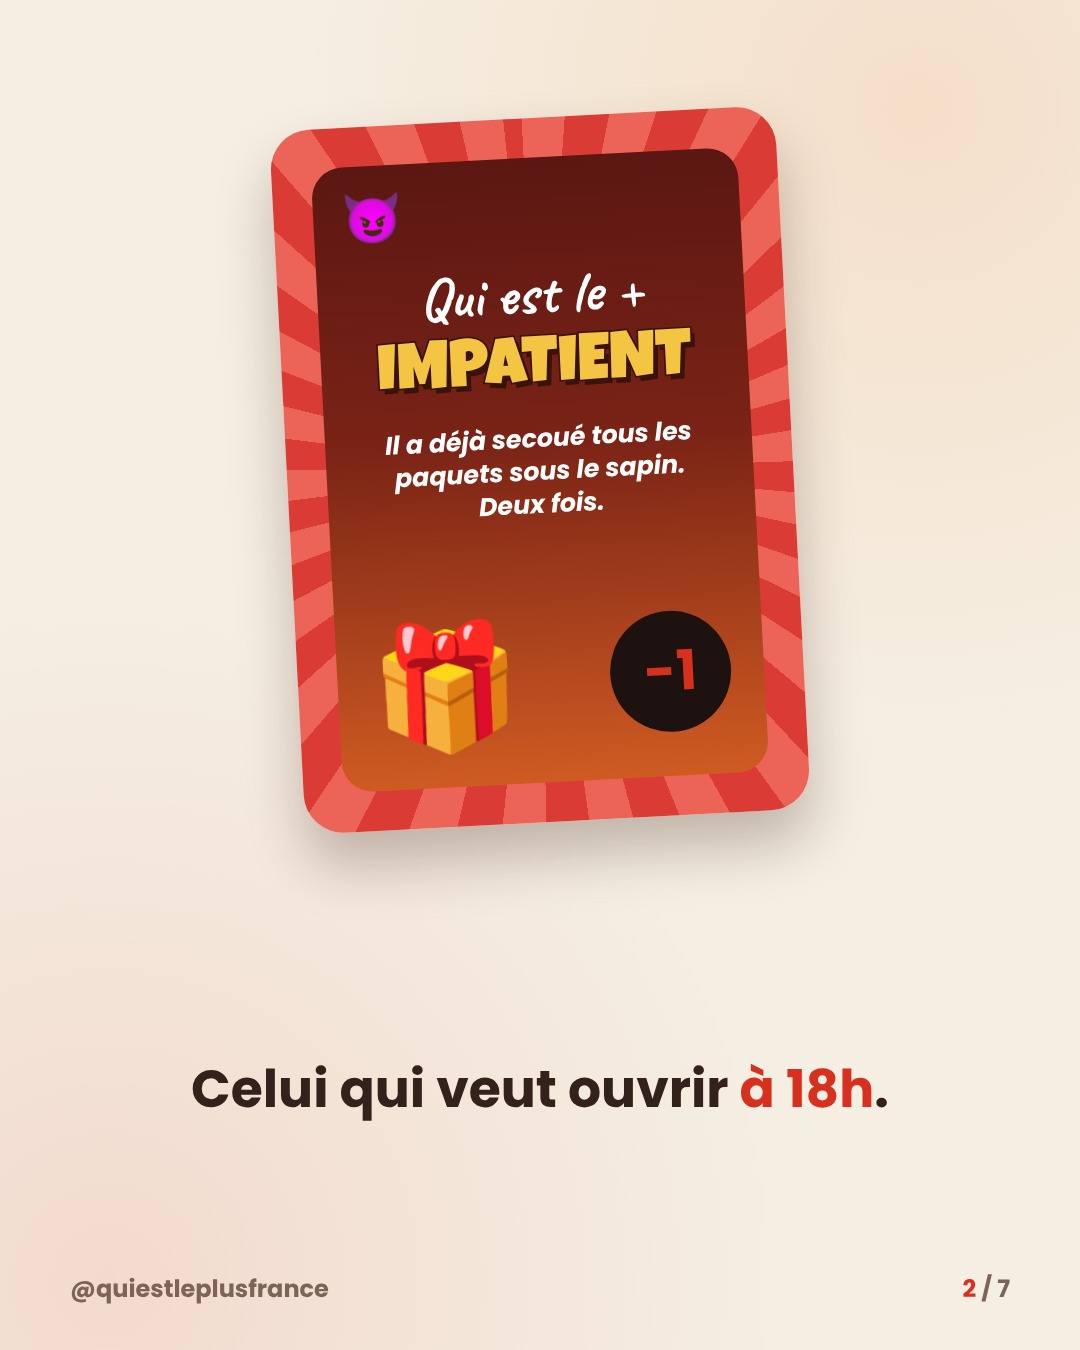 Qui est le +
IMPATIENT
Il a déjà secoué tous les
paquets sous le sapin.
Deux fois.
-1
Celui qui veut ouvrir à 18h.
@quiestleplusfrance
2 / 7